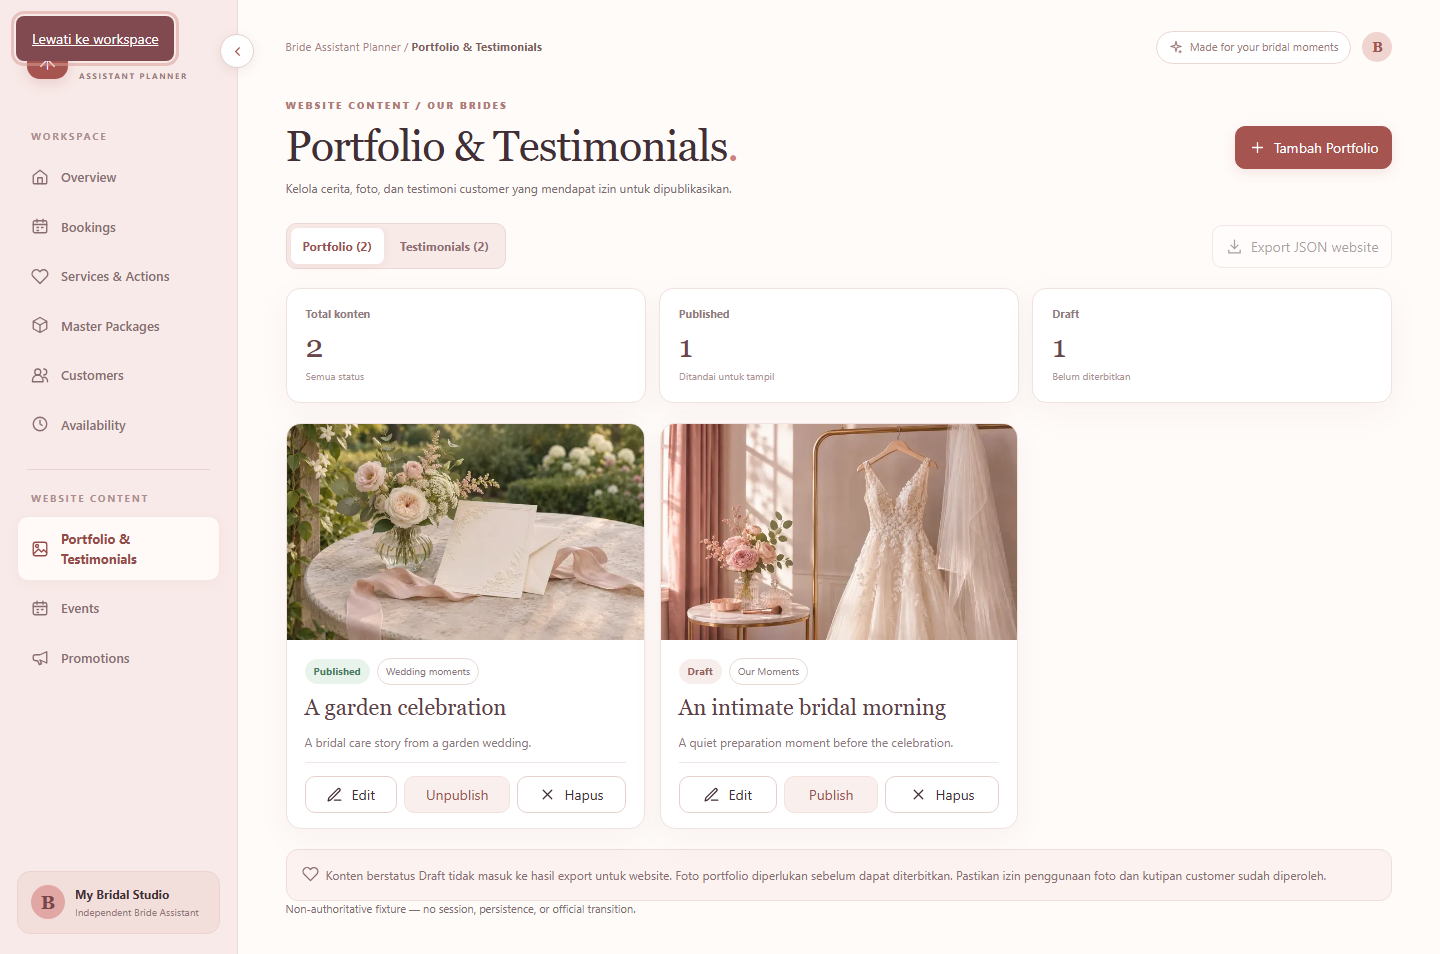 Lewati ke workspace
ASSISTANT PLANNER
WORKSPACE
Overview
Bookings
Services & Actions
Master Packages
Customers
Availability
WEBSITE CONTENT
Portfolio &
Testimonials
Events
Promotions
B
My Bridal Studio
Independent Bride Assistant
Bride Assistant Planner / Portfolio & Testimonials
Made for your bridal moments
B
WEBSITE CONTENT / OUR BRIDES
Portfolio & Testimonials.
Kelola cerita, foto, dan testimoni customer yang mendapat izin untuk dipublikasikan.
Tambah Portfolio
Portfolio (2)
Testimonials (2)
Export JSON website
Total konten
2
Semua status
Published
1
Ditandai untuk tampil
Draft
1
Belum diterbitkan
Published
Wedding moments
A garden celebration
A bridal care story from a garden wedding.
Edit
Unpublish
Hapus
Draft
Our Moments
An intimate bridal morning
A quiet preparation moment before the celebration.
Edit
Publish
Hapus
Konten berstatus Draft tidak masuk ke hasil export untuk website. Foto portfolio diperlukan sebelum dapat diterbitkan. Pastikan izin penggunaan foto dan kutipan customer sudah diperoleh.
Non-authoritative fixture — no session, persistence, or official transition.